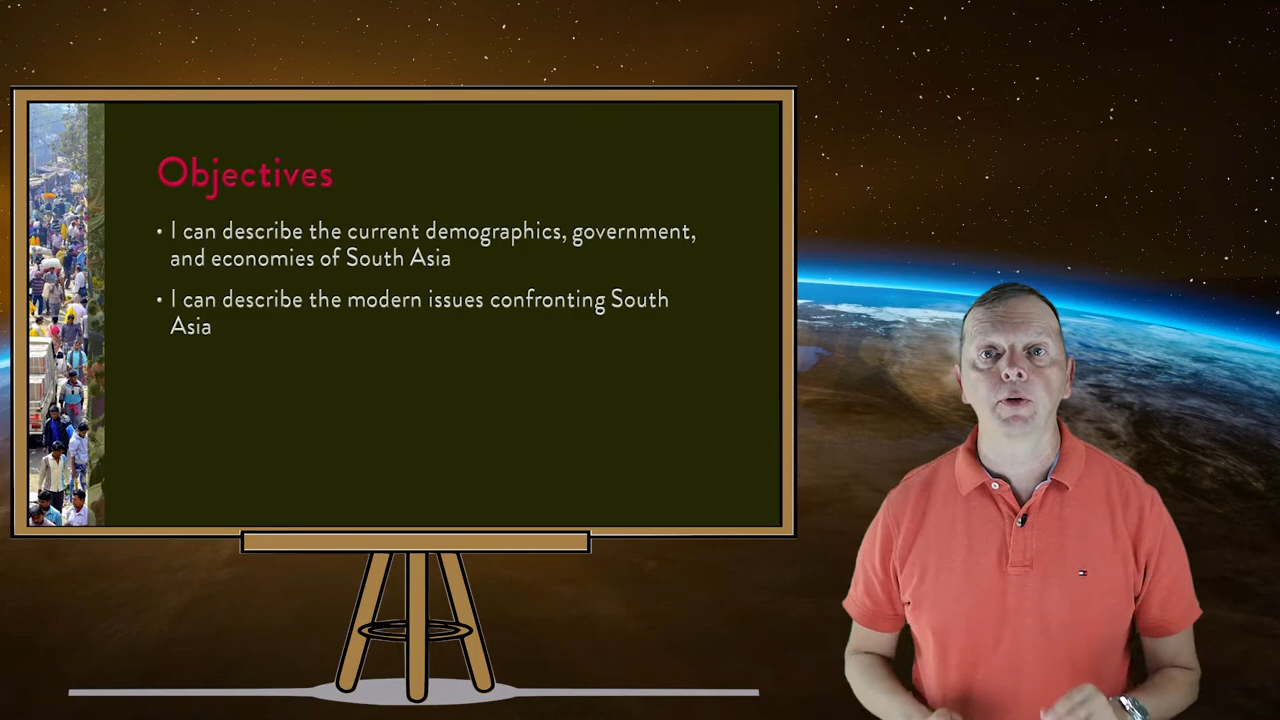 Objectives
• I can describe the current demographics, government,
and economies of South Asia
• I can describe the modern issues confronting South
Asia